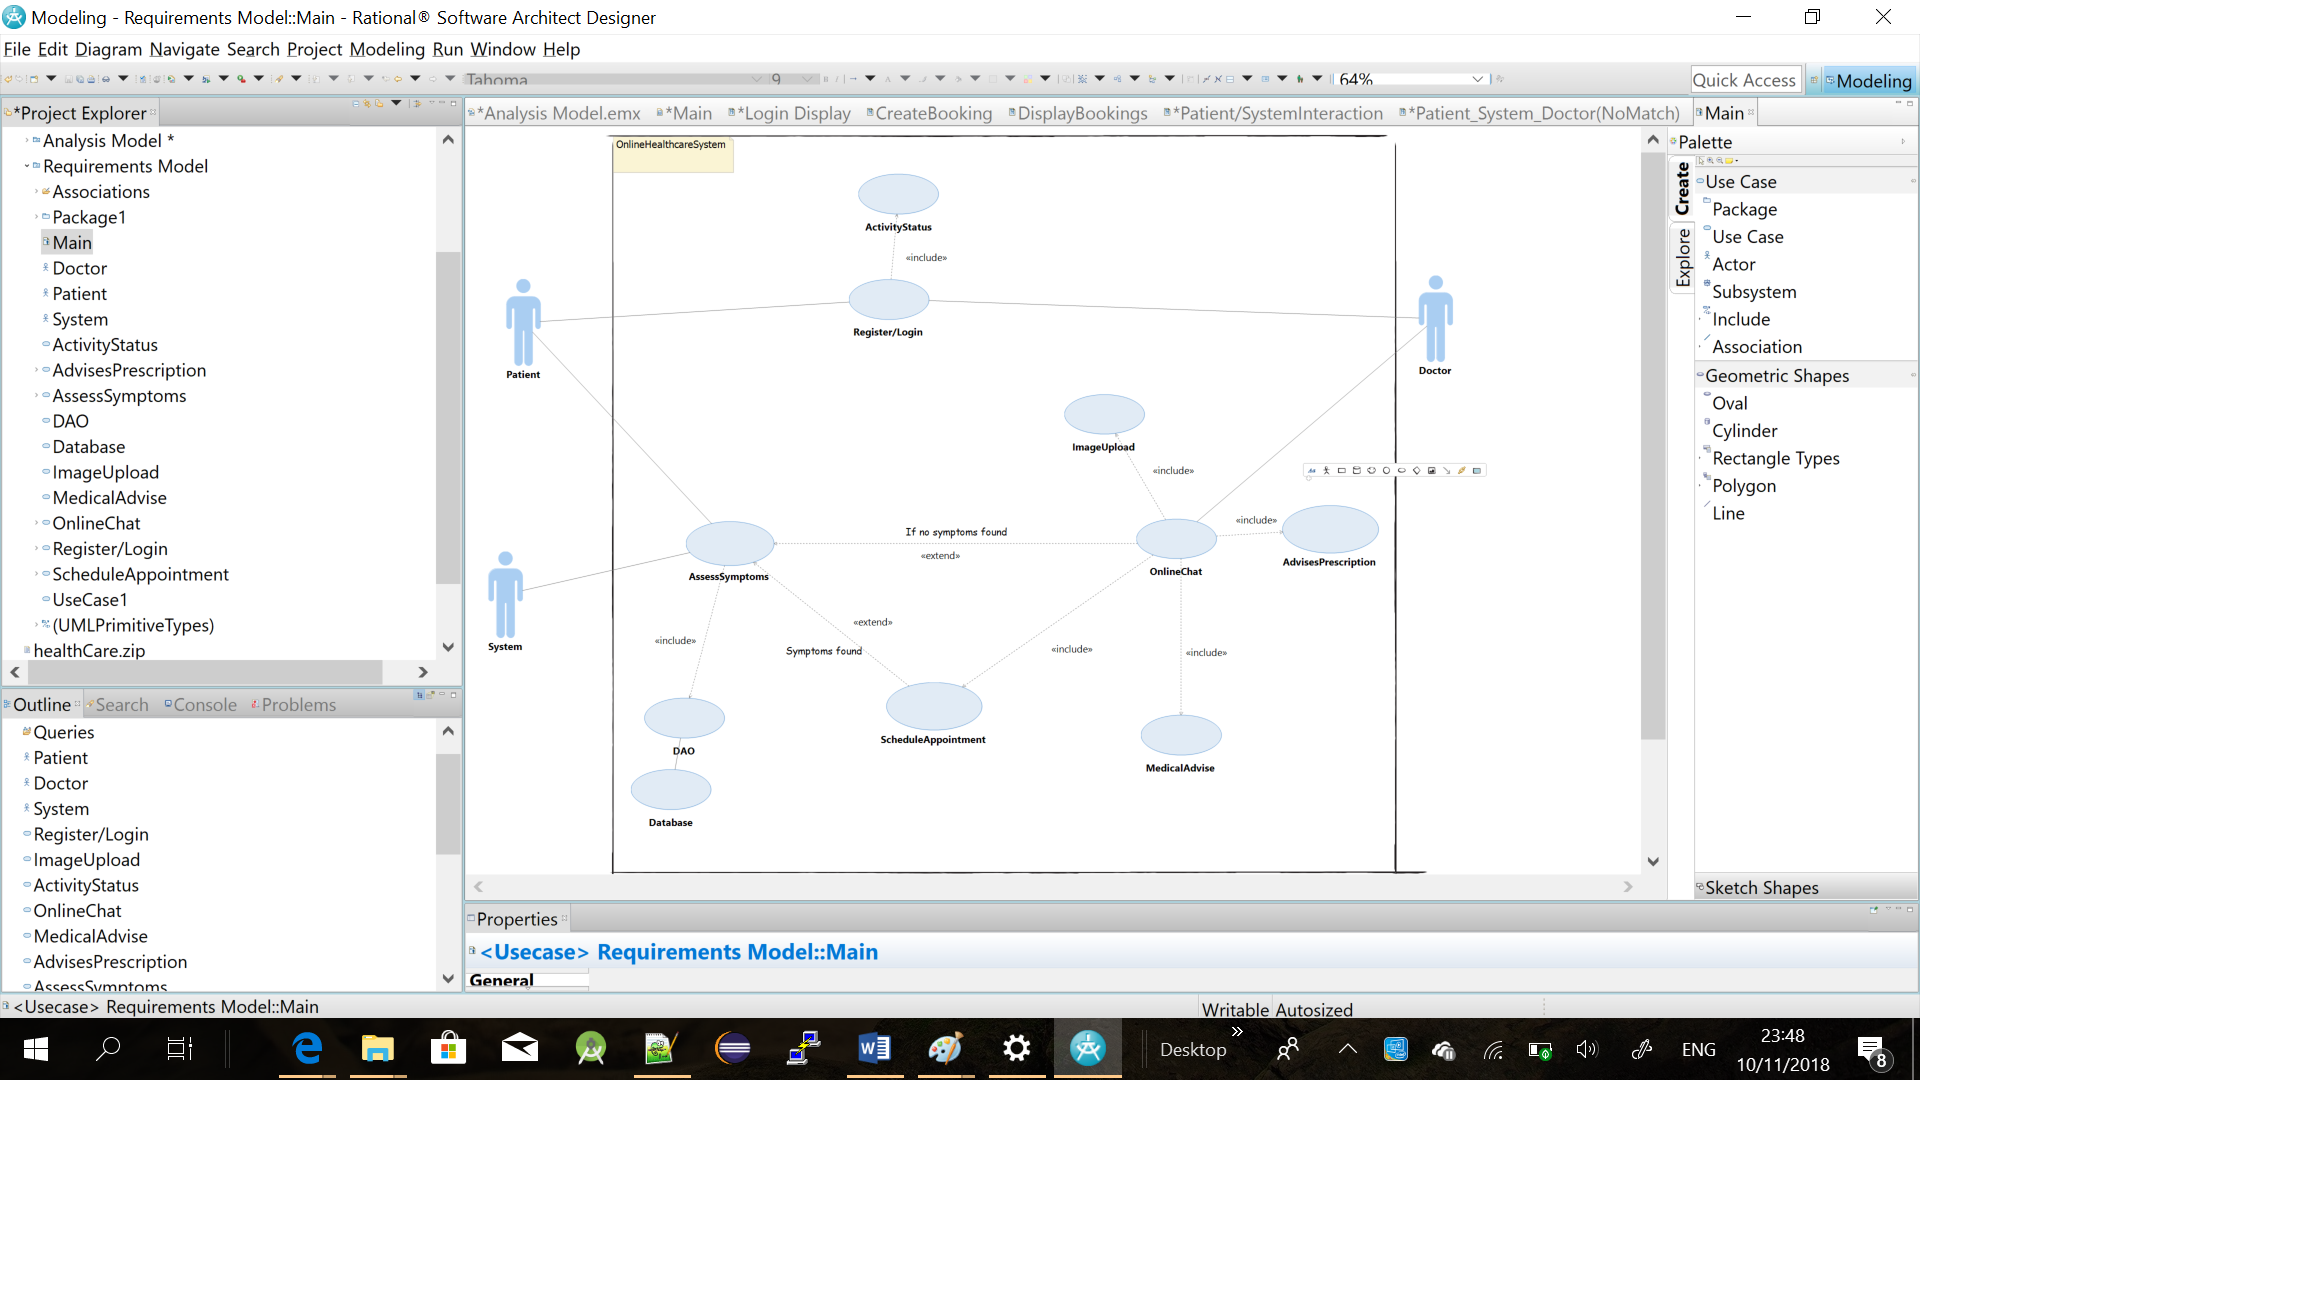 Modeling - Requirements Model::Main - Rational® Software Architect Designer
File Edit Diagram Navigate Search Project Modeling Run Window Help
Tahoma 9 64% Quick Access Modeling
*Project Explorer
Analysis Model *
Requirements Model
Associations
Package1
Main
Doctor
Patient
System
ActivityStatus
AdvisesPrescription
AssessSymptoms
DAO
Database
ImageUpload
MedicalAdvise
OnlineChat
Register/Login
ScheduleAppointment
UseCase1
(UMLPrimitiveTypes)
healthCare.zip
Outline Search Console Problems
Queries
Patient
Doctor
System
Register/Login
ImageUpload
ActivityStatus
OnlineChat
MedicalAdvise
AdvisesPrescription
AssessSymptoms
*Analysis Model.emx *Main *Login Display CreateBooking DisplayBookings *Patient/SystemInteraction *Patient_System_Doctor(NoMatch) Main
OnlineHealthcareSystem
ActivityStatus
«include»
Register/Login
Patient
Doctor
ImageUpload
«include»
«include»
If no symptoms found
«extend»
AdvisesPrescription
OnlineChat
AssessSymptoms
«extend»
«include»
Symptoms found
«include»
«include»
System
ScheduleAppointment
DAO
MedicalAdvise
Database
Palette
Create
Explore
Use Case
Package
Use Case
Actor
Subsystem
Include
Association
Geometric Shapes
Oval
Cylinder
Rectangle Types
Polygon
Line
Sketch Shapes
Properties
<Usecase> Requirements Model::Main
General
<Usecase> Requirements Model::Main
Writable Autosized
Desktop
ENG
23:48
10/11/2018
8